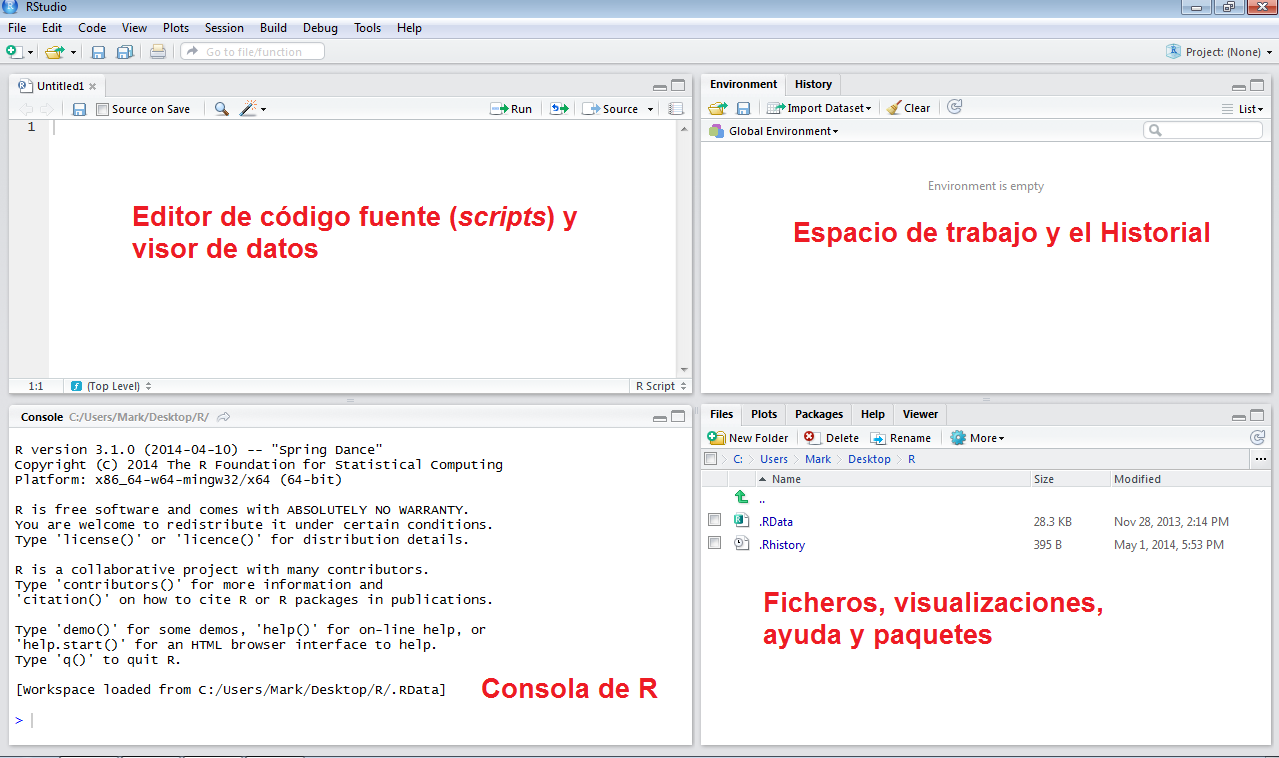 RStudio
File Edit Code View Plots Session Build Debug Tools Help
Go to file/function
Project: (None)
Untitled1
Source on Save
Run
Source
1
Editor de código fuente (scripts) y
visor de datos
1:1
(Top Level)
R Script
Environment History
Import Dataset
Clear
List
Global Environment
Environment is empty
Espacio de trabajo y el Historial
Console C:/Users/Mark/Desktop/R/
R version 3.1.0 (2014-04-10) -- "Spring Dance"
Copyright (C) 2014 The R Foundation for Statistical Computing
Platform: x86_64-w64-mingw32/x64 (64-bit)
R is free software and comes with ABSOLUTELY NO WARRANTY.
You are welcome to redistribute it under certain conditions.
Type 'license()' or 'licence()' for distribution details.
R is a collaborative project with many contributors.
Type 'contributors()' for more information and
'citation()' on how to cite R or R packages in publications.
Type 'demo()' for some demos, 'help()' for on-line help, or
'help.start()' for an HTML browser interface to help.
Type 'q()' to quit R.
[Workspace loaded from C:/Users/Mark/Desktop/R/.RData]
>
Consola de R
Files Plots Packages Help Viewer
New Folder Delete Rename More
C: Users Mark Desktop R
...
Name Size Modified
..
.RData 28.3 KB Nov 28, 2013, 2:14 PM
.Rhistory 395 B May 1, 2014, 5:53 PM
Ficheros, visualizaciones,
ayuda y paquetes